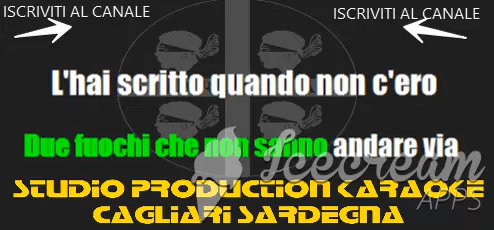 ISCRIVITI AL CANALE
ISCRIVITI AL CANALE
L'hai scritto quando non c'ero
Due fuochi che non sanno andare via
Icecream
APPS
STUDIO PRODUCTION KARAOKE
CAGLIARI SARDEGNA